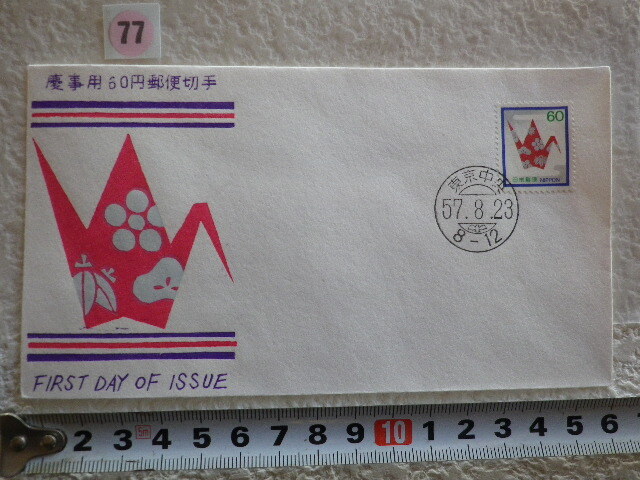 77
慶事用60円郵便切手
60
日本郵便 NIPPON
東京中央
57.8.23
8-12
FIRST DAY OF ISSUE
2 3 4 5 6 7 8 9 10 1 2 3 4 5 6